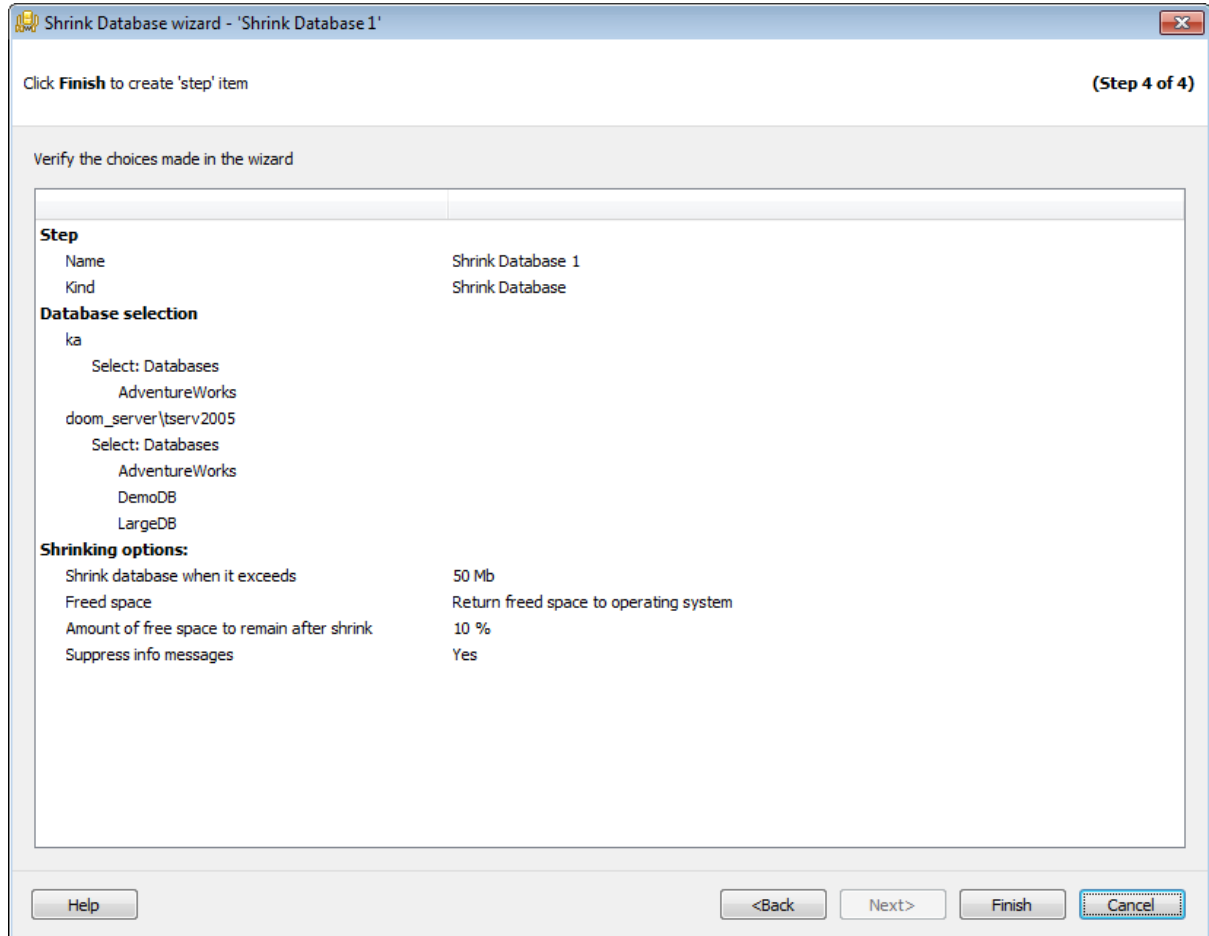 Shrink Database wizard - 'Shrink Database 1'
Click Finish to create 'step' item (Step 4 of 4)
Verify the choices made in the wizard
Step
Name Shrink Database 1
Kind Shrink Database
Database selection
ka
Select: Databases
AdventureWorks
doom_server\tserv2005
Select: Databases
AdventureWorks
DemoDB
LargeDB
Shrinking options:
Shrink database when it exceeds 50 Mb
Freed space Return freed space to operating system
Amount of free space to remain after shrink 10 %
Suppress info messages Yes
Help <Back Next> Finish Cancel